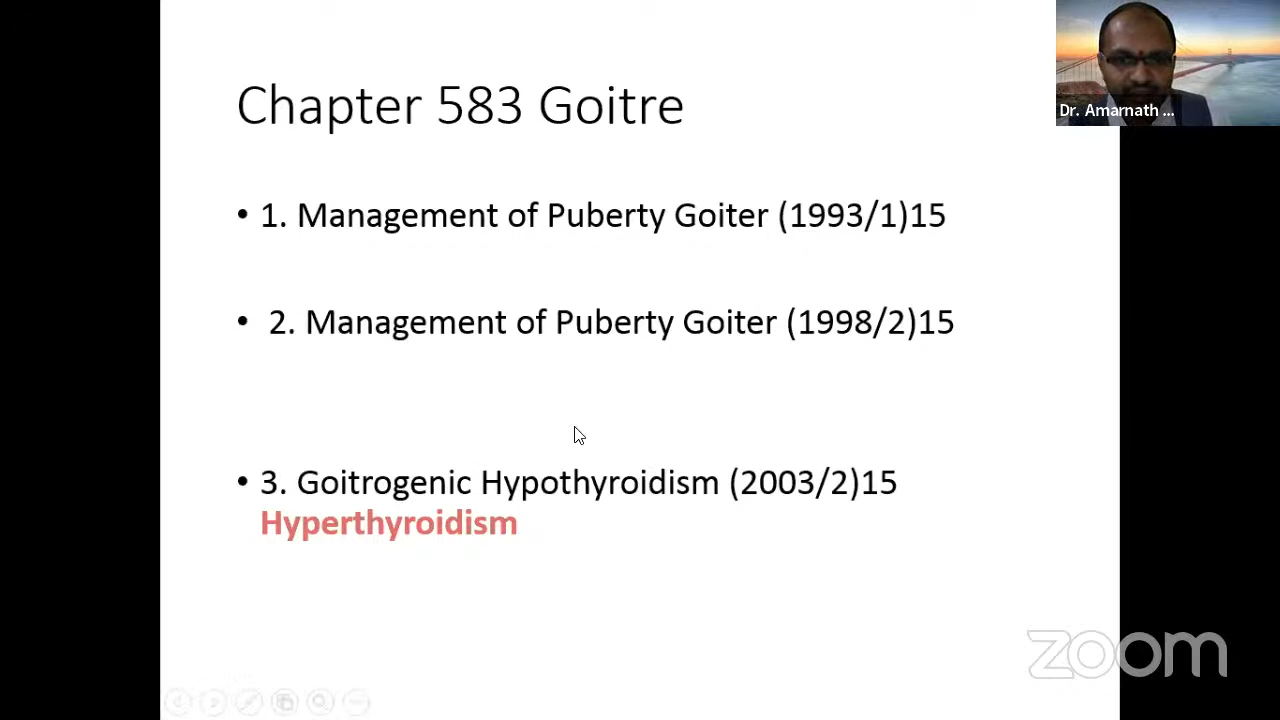 Chapter 583 Goitre
• 1. Management of Puberty Goiter (1993/1)15
• 2. Management of Puberty Goiter (1998/2)15
• 3. Goitrogenic Hypothyroidism (2003/2)15
Hyperthyroidism
Dr. Amarnath ...
zoom